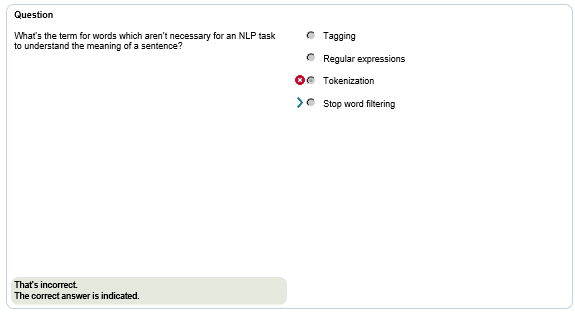 Question
What's the term for words which aren't necessary for an NLP task
to understand the meaning of a sentence?
Tagging
Regular expressions
Tokenization
Stop word filtering
That's incorrect.
The correct answer is indicated.